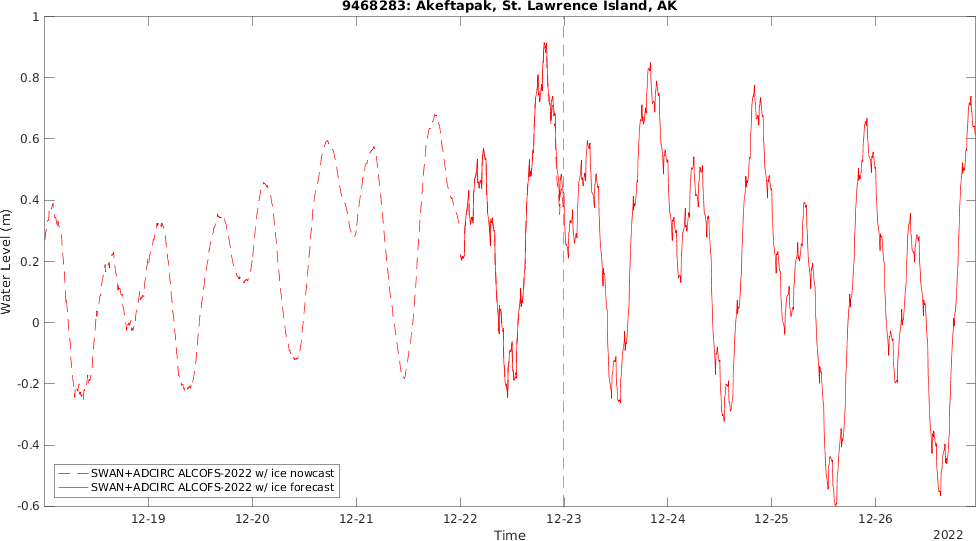 9468283: Akeftapak, St. Lawrence Island, AK
1
0.8
0.6
0.4
0.2
0
-0.2
-0.4
-0.6
Water Level (m)
SWAN+ADCIRC ALCOFS-2022 w/ ice nowcast
SWAN+ADCIRC ALCOFS-2022 w/ ice forecast
12-19 12-20 12-21 12-22 12-23 12-24 12-25 12-26
Time
2022